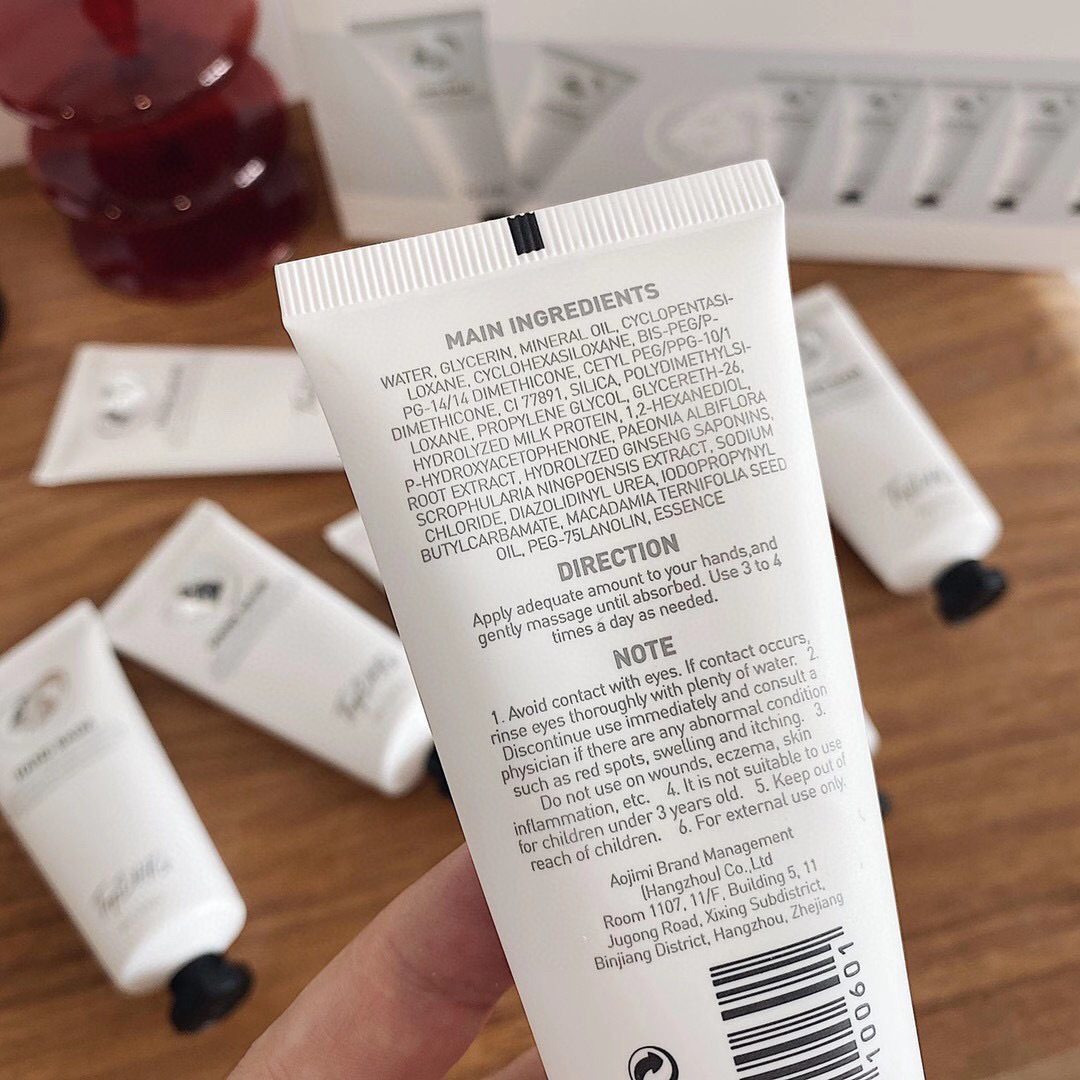 MAIN INGREDIENTS
WATER, GLYCERIN, MINERAL OIL, CYCLOPENTASI-
LOXANE, CYCLOHEXASILOXANE, BIS-PEG/P-
PG-14/14 DIMETHICONE, CETYL PEG/PPG-10/1
DIMETHICONE, CI 77891, SILICA, POLYDIMETHYLSI-
LOXANE, PROPYLENE GLYCOL, GLYCERETH-26,
HYDROLYZED MILK PROTEIN, 1,2-HEXANEDIOL,
P-HYDROXYACETOPHENONE, PAEONIA ALBIFLORA
ROOT EXTRACT, HYDROLYZED GINSENG SAPONINS,
SCROPHULARIA NINGPOENSIS EXTRACT, SODIUM
CHLORIDE, DIAZOLIDINYL UREA, IODOPROPYNYL
BUTYLCARBAMATE, MACADAMIA TERNIFOLIA SEED
OIL, PEG-75LANOLIN, ESSENCE
DIRECTION
Apply adequate amount to your hands,and
gently massage until absorbed. Use 3 to 4
times a day as needed.
NOTE
1. Avoid contact with eyes. If contact occurs,
rinse eyes thoroughly with plenty of water. 2.
Discontinue use immediately and consult a
physician if there are any abnormal condition
such as red spots, swelling and itching. 3.
Do not use on wounds, eczema, skin
inflammation, etc. 4. It is not suitable to use
for children under 3 years old. 5. Keep out of
reach of children. 6. For external use only.
Aojimi Brand Management
(Hangzhou) Co.,Ltd
Room 1107, 11/F, Building 5, 11
Jugong Road, Xixing Subdistrict,
Binjiang District, Hangzhou, Zhejiang
100601